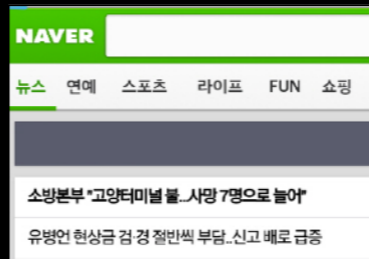 NAVER
뉴스 연예 스포츠 라이프 FUN 쇼핑
소방본부 "고양터미널 불..사망 7명으로 늘어"
유병언 현상금 검·경 절반씩 부담..신고 배로 급증